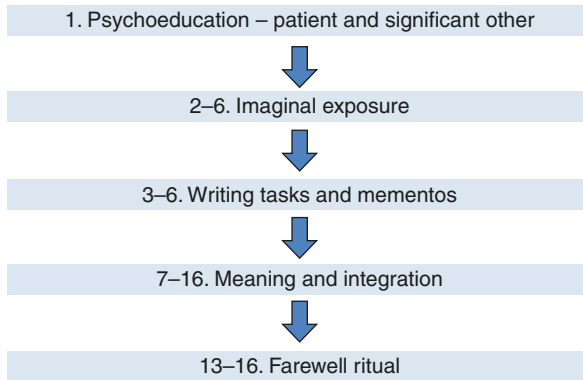 1. Psychoeducation – patient and significant other
2–6. Imaginal exposure
3–6. Writing tasks and mementos
7–16. Meaning and integration
13–16. Farewell ritual